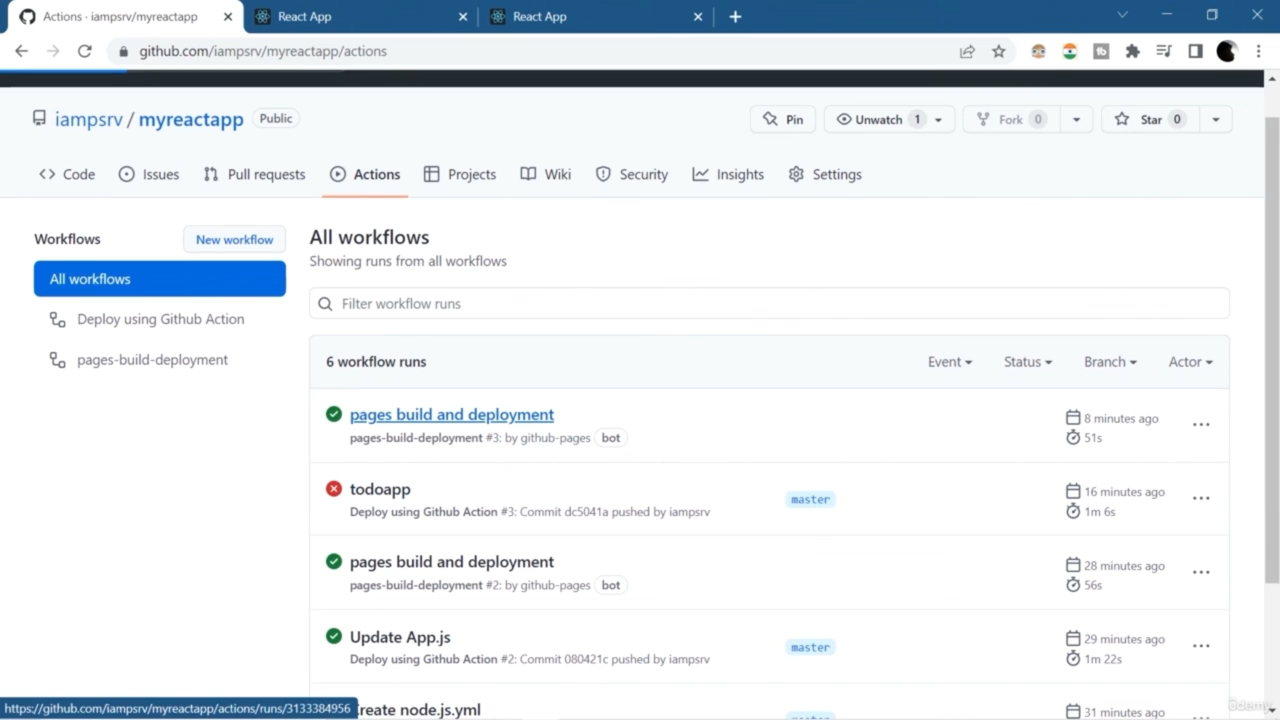 Actions · iampsrv/myreactapp
React App
React App
github.com/iampsrv/myreactapp/actions
iampsrv / myreactapp Public
Pin
Unwatch 1
Fork 0
Star 0
Code
Issues
Pull requests
Actions
Projects
Wiki
Security
Insights
Settings
Workflows
New workflow
All workflows
Deploy using Github Action
pages-build-deployment
All workflows
Showing runs from all workflows
Filter workflow runs
6 workflow runs
Event
Status
Branch
Actor
pages build and deployment
pages-build-deployment #3: by github-pages bot
8 minutes ago
51s
todoapp
Deploy using Github Action #3: Commit dc5041a pushed by iampsrv
master
16 minutes ago
1m 6s
pages build and deployment
pages-build-deployment #2: by github-pages bot
28 minutes ago
56s
Update App.js
Deploy using Github Action #2: Commit 080421c pushed by iampsrv
master
29 minutes ago
1m 22s
Create node.js.yml
31 minutes ago
https://github.com/iampsrv/myreactapp/actions/runs/3133384956
ûdemy